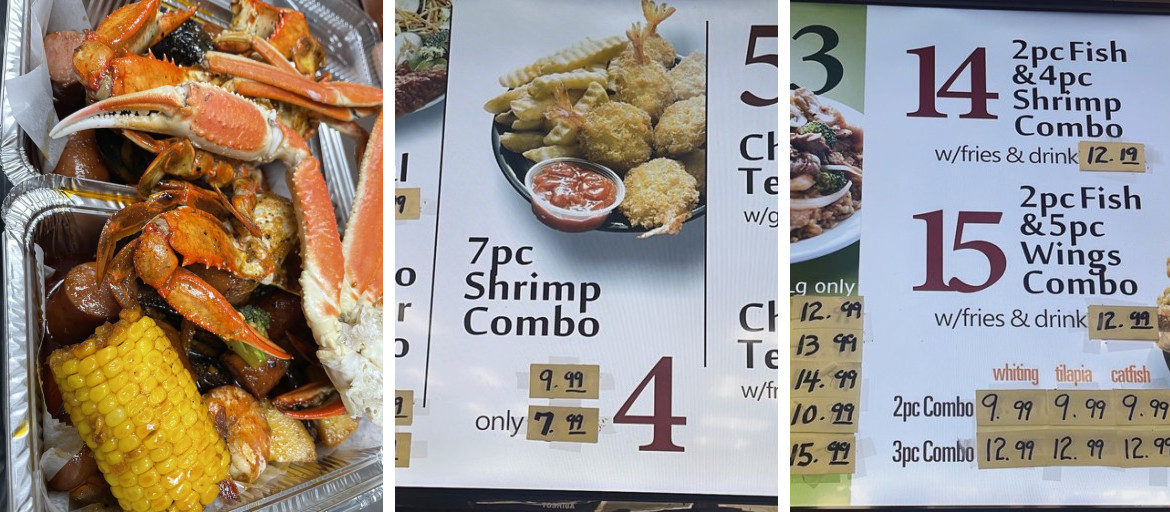 9
7pc
Shrimp
Combo
9.99
only 7.99
4
5
Ch
Te
w/g
Ch
Te
w/fr
TOSHIBA
3
.g only
12.99
13 99
14.99
10.99
15.99
14
2pc Fish
&4pc
Shrimp
Combo
w/fries & drink 12.19
15
2pc Fish
&5pc
Wings
Combo
w/fries & drink 12.99
whiting tilapia catfish
2pc Combo 9.99 9.99 9.99
3pc Combo 12.99 12.99 12.99